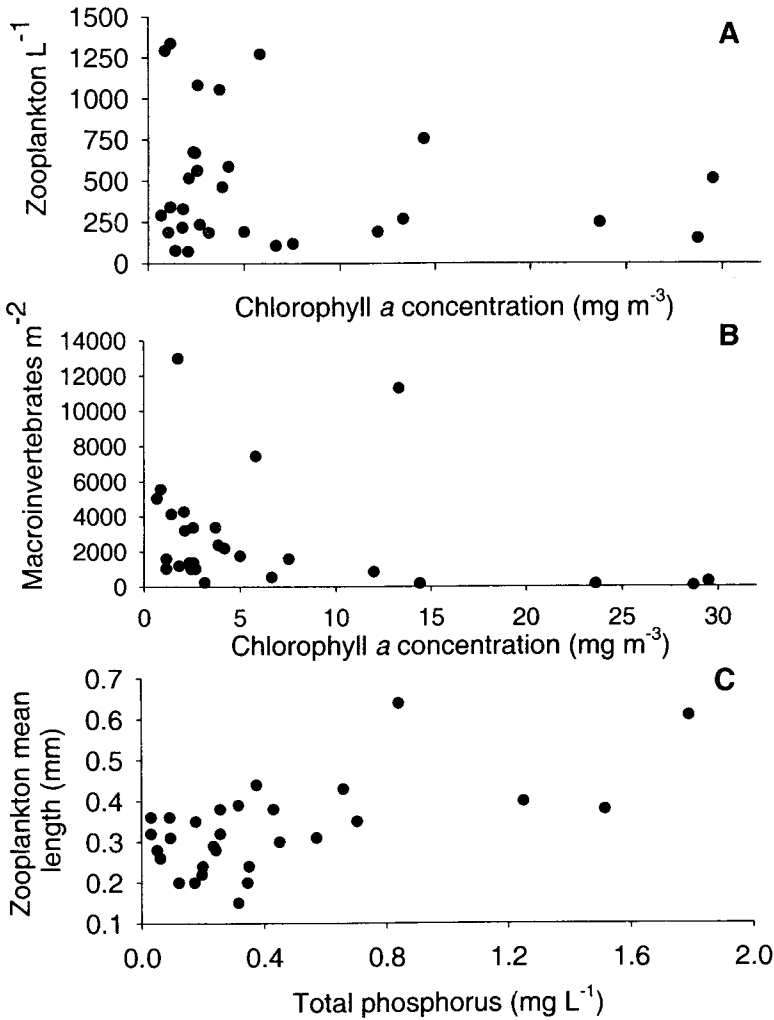 A
Zooplankton L⁻¹
1500
1250
1000
750
500
250
0
Chlorophyll a concentration (mg m⁻³)
B
Macroinvertebrates m⁻²
14000
12000
10000
8000
6000
4000
2000
0
0 5 10 15 20 25 30
Chlorophyll a concentration (mg m⁻³)
C
Zooplankton mean
length (mm)
0.7
0.6
0.5
0.4
0.3
0.2
0.1
0.0 0.4 0.8 1.2 1.6 2.0
Total phosphorus (mg L⁻¹)